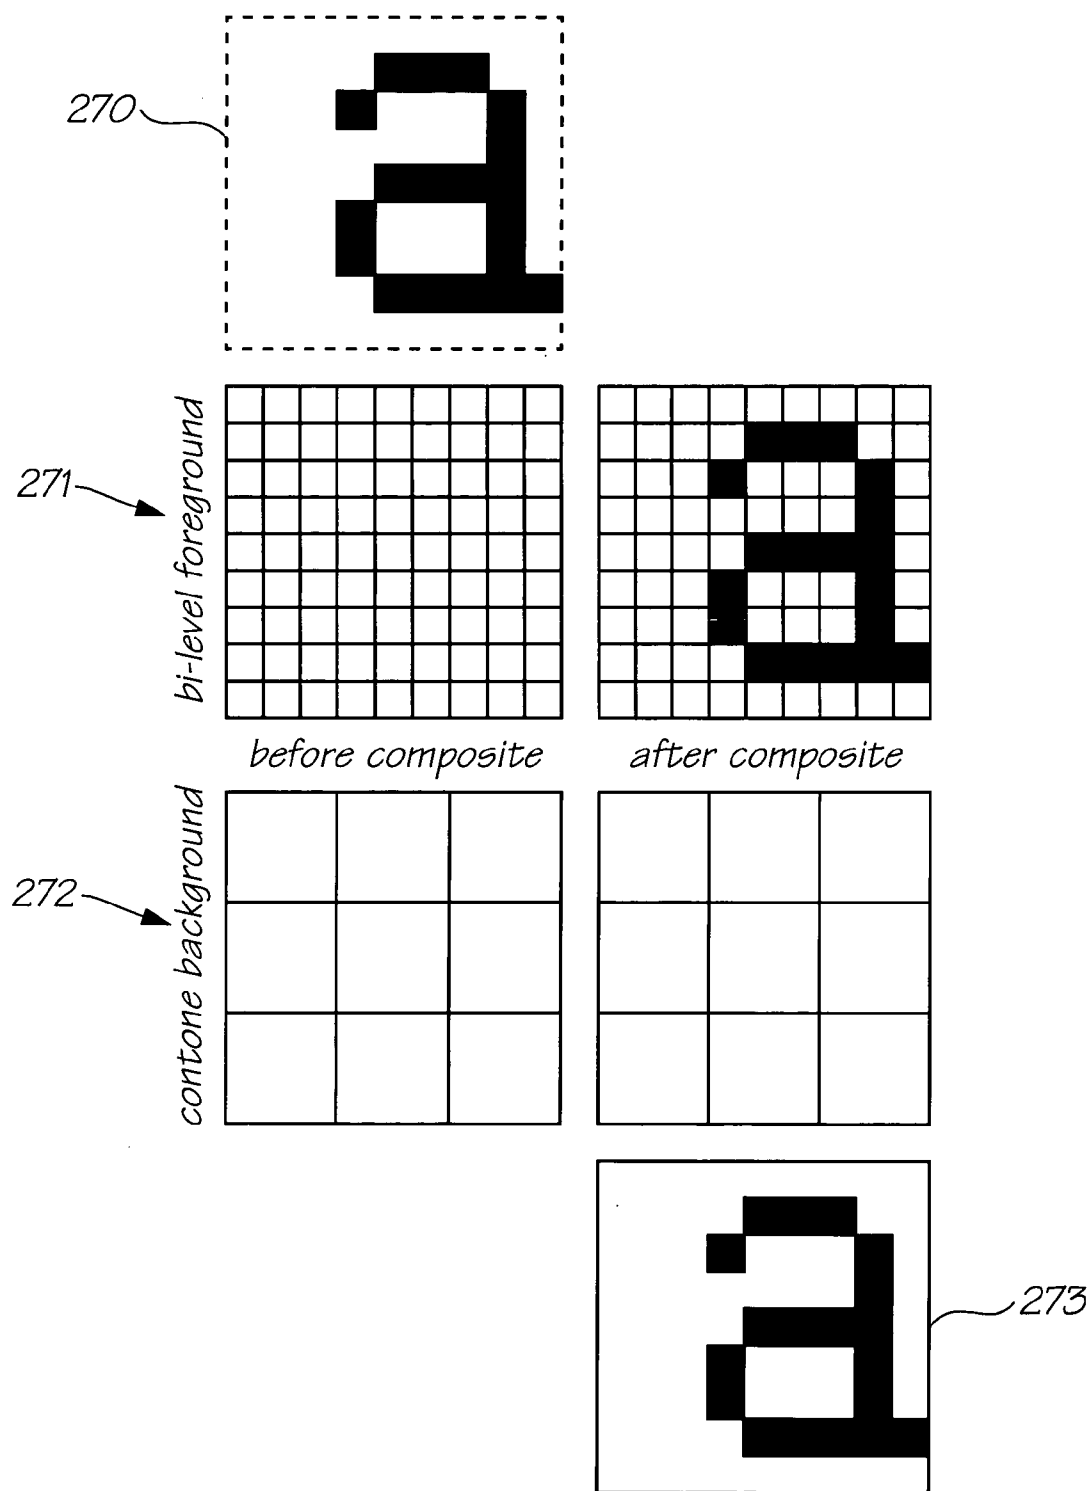 270
a
271
bi-level foreground
a
before composite
after composite
272
contone background
a
273